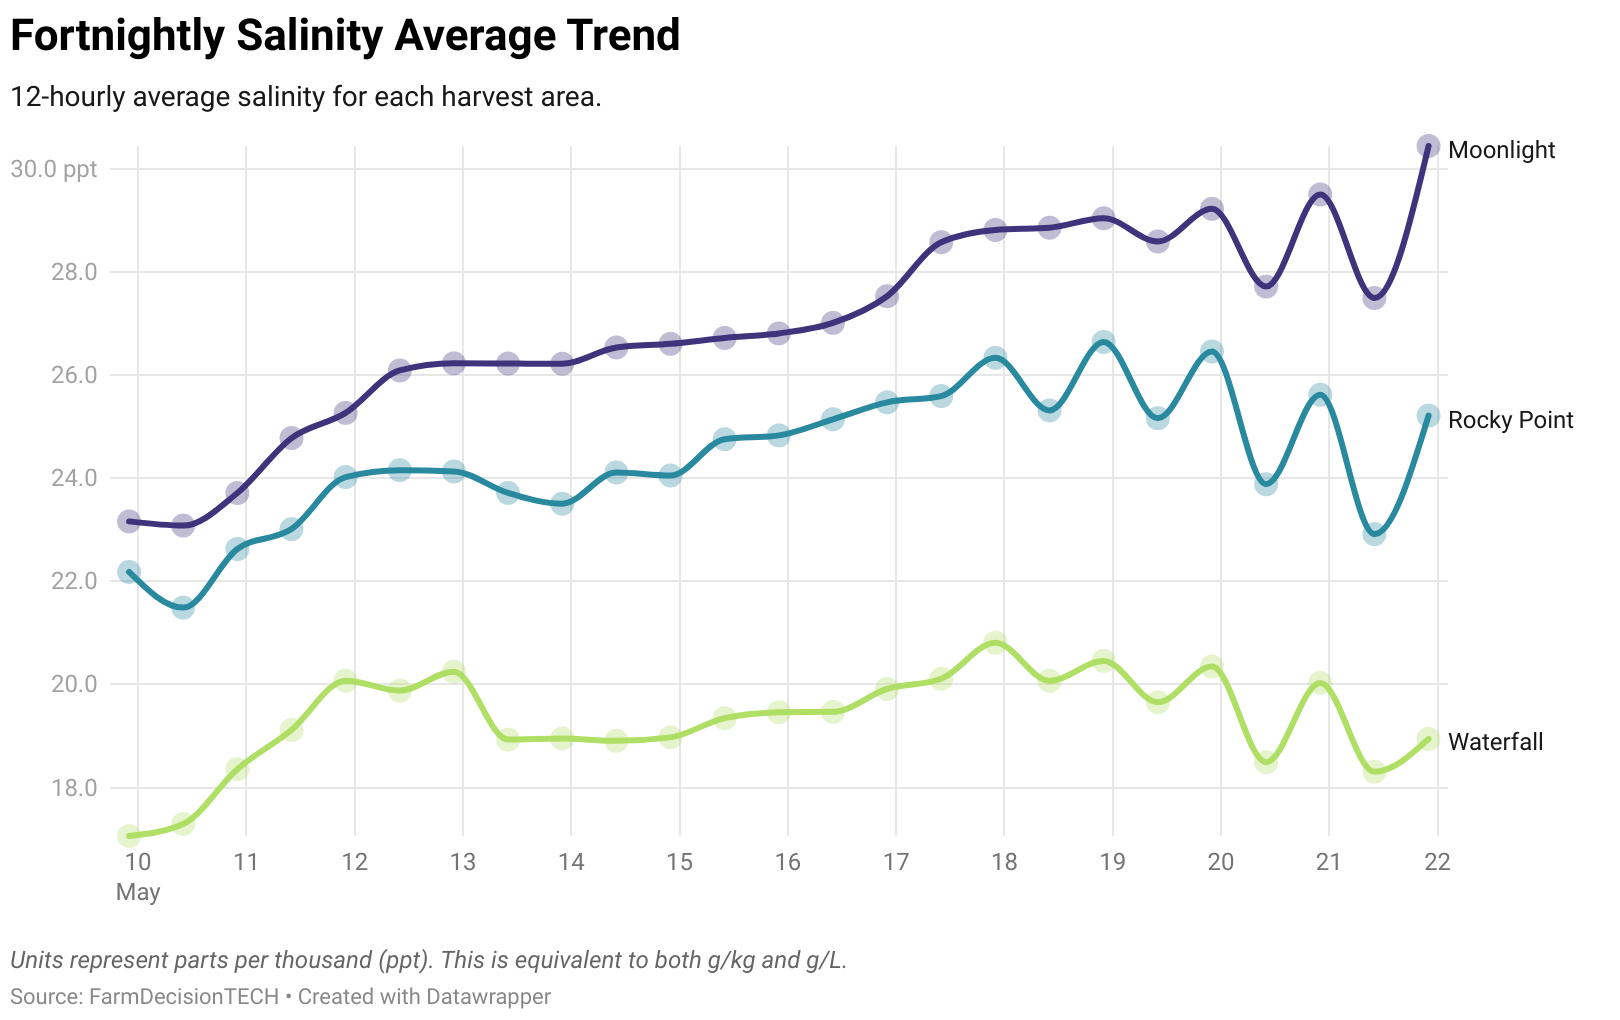 Fortnightly Salinity Average Trend
12-hourly average salinity for each harvest area.
30.0 ppt
28.0
26.0
24.0
22.0
20.0
18.0
Moonlight
Rocky Point
Waterfall
10 11 12 13 14 15 16 17 18 19 20 21 22
May
Units represent parts per thousand (ppt). This is equivalent to both g/kg and g/L.
Source: FarmDecisionTECH • Created with Datawrapper